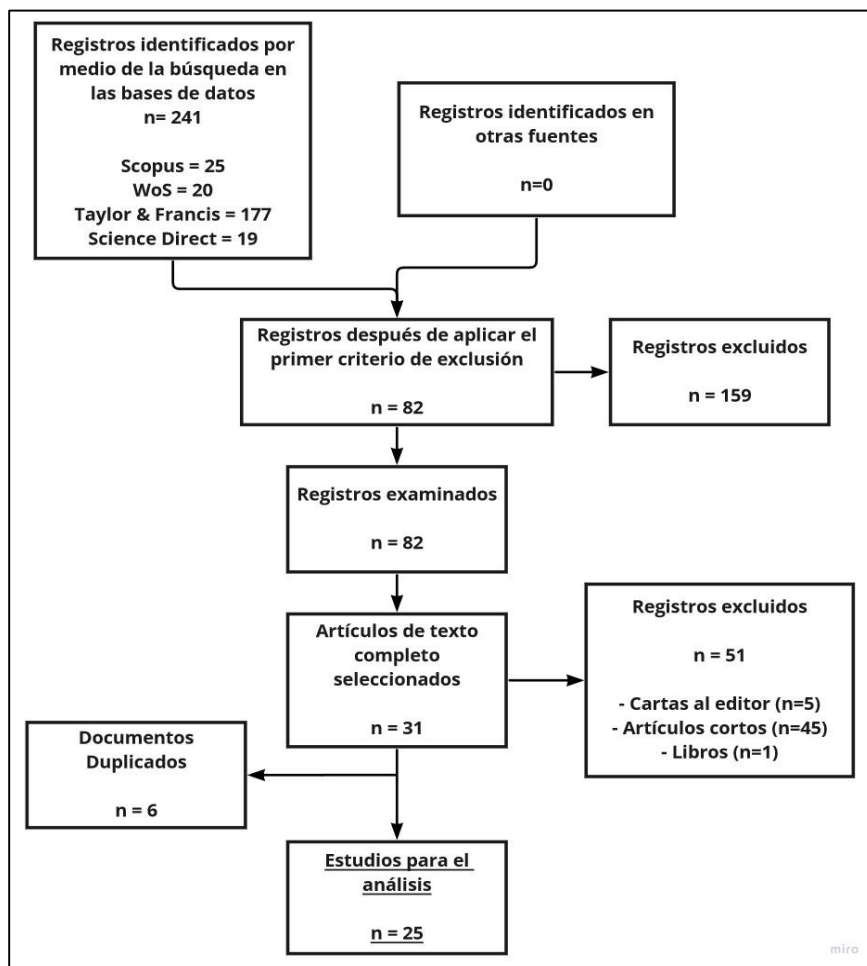 Registros identificados por
medio de la búsqueda en
las bases de datos
n= 241
Scopus = 25
WoS = 20
Taylor & Francis = 177
Science Direct = 19
Registros identificados en
otras fuentes
n=0
Registros después de aplicar el
primer criterio de exclusión
n = 82
Registros excluidos
n = 159
Registros examinados
n = 82
Artículos de texto
completo
seleccionados
n = 31
Registros excluidos
n = 51
- Cartas al editor (n=5)
- Artículos cortos (n=45)
- Libros (n=1)
Documentos
Duplicados
n = 6
Estudios para el
análisis
n = 25
miro